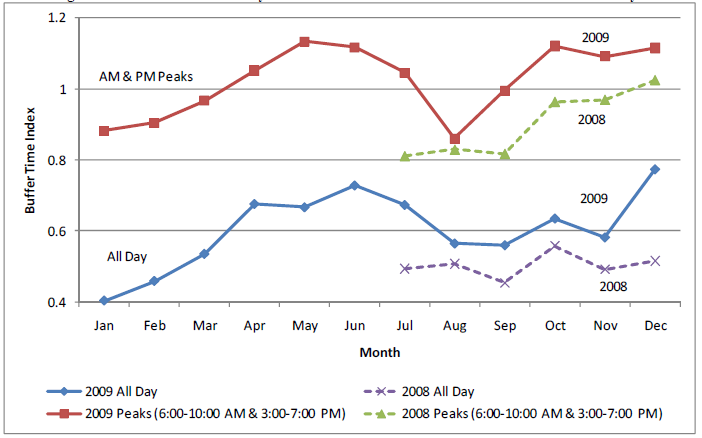 1.2
1
0.8
0.6
0.4
Buffer Time Index
AM & PM Peaks
All Day
2009
2008
2009
2008
Jan Feb Mar Apr May Jun Jul Aug Sep Oct Nov Dec
Month
2009 All Day 2008 All Day
2009 Peaks (6:00-10:00 AM & 3:00-7:00 PM) 2008 Peaks (6:00-10:00 AM & 3:00-7:00 PM)